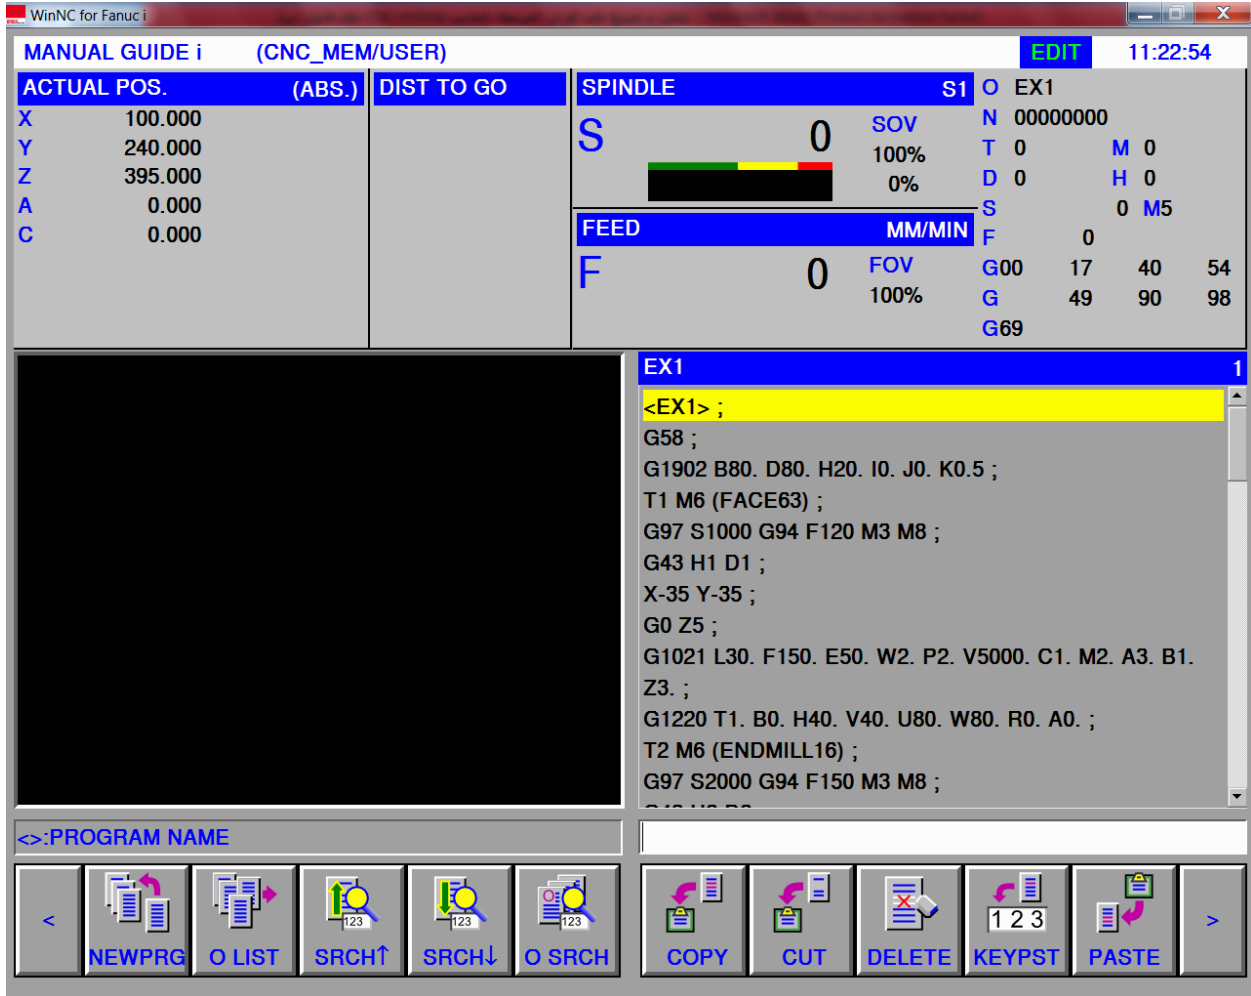 WinNC for Fanuc i
MANUAL GUIDE i (CNC_MEM/USER) EDIT 11:22:54
ACTUAL POS. (ABS.)
X 100.000
Y 240.000
Z 395.000
A 0.000
C 0.000
DIST TO GO
SPINDLE S1
S 0 SOV
100%
0%
FEED MM/MIN
F 0 FOV
100%
O EX1
N 00000000
T 0 M 0
D 0 H 0
S 0 M5
F 0
G00 17 40 54
G 49 90 98
G69
EX1 1
<EX1> ;
G58 ;
G1902 B80. D80. H20. I0. J0. K0.5 ;
T1 M6 (FACE63) ;
G97 S1000 G94 F120 M3 M8 ;
G43 H1 D1 ;
X-35 Y-35 ;
G0 Z5 ;
G1021 L30. F150. E50. W2. P2. V5000. C1. M2. A3. B1.
Z3. ;
G1220 T1. B0. H40. V40. U80. W80. R0. A0. ;
T2 M6 (ENDMILL16) ;
G97 S2000 G94 F150 M3 M8 ;
<>:PROGRAM NAME
< NEWPRG O LIST SRCH↑ SRCH↓ O SRCH COPY CUT DELETE KEYPST PASTE >
123 123 O 123 1 2 3